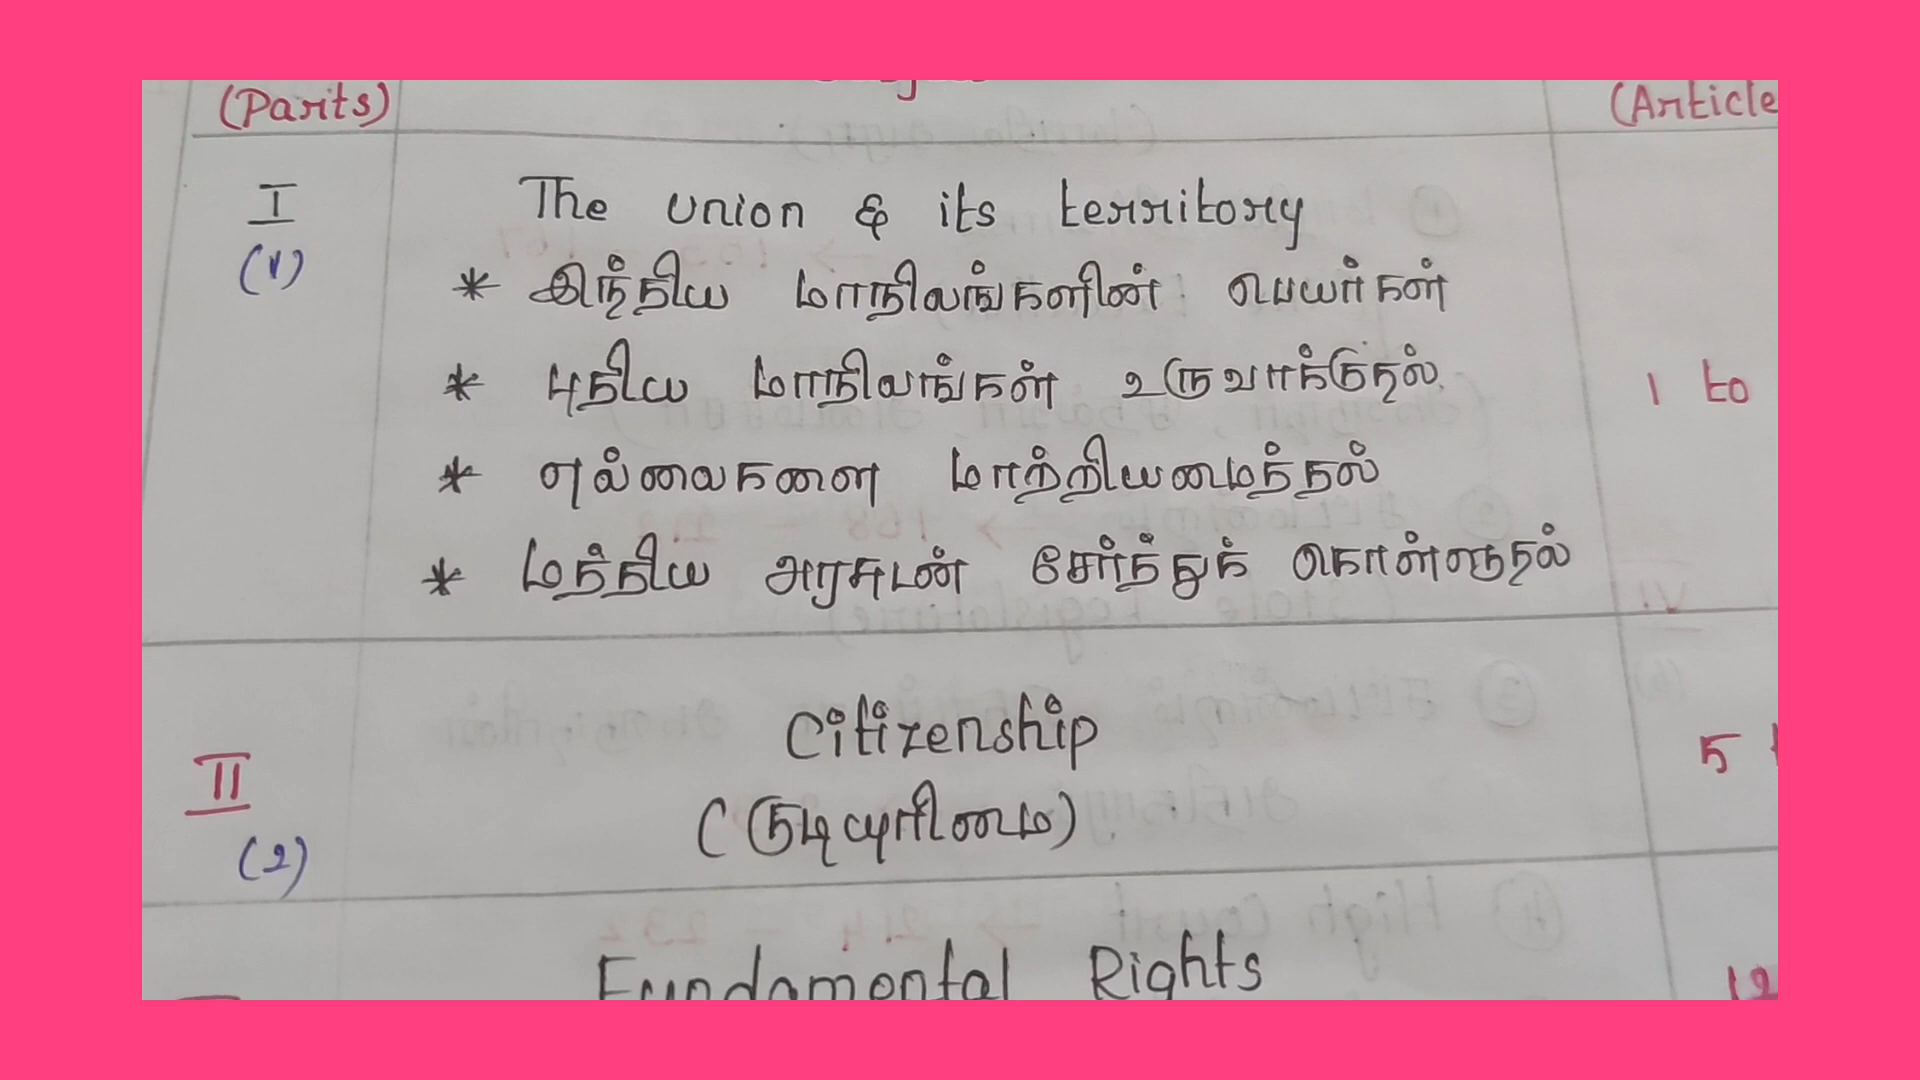 (Parts)
(Article
I
(1)
The union & its territory
* இந்திய மாநிலங்களின் பெயர்கள்
* புதிய மாநிலங்கள் உருவாக்குதல்.
1 to
* எல்லைகளை மாற்றியமைத்தல்
* மத்திய அரசுடன் சேர்த்துக் கொள்ளுதல்
II
(2)
Citizenship
(குடியுரிமை)
5
Fundamental Rights
12